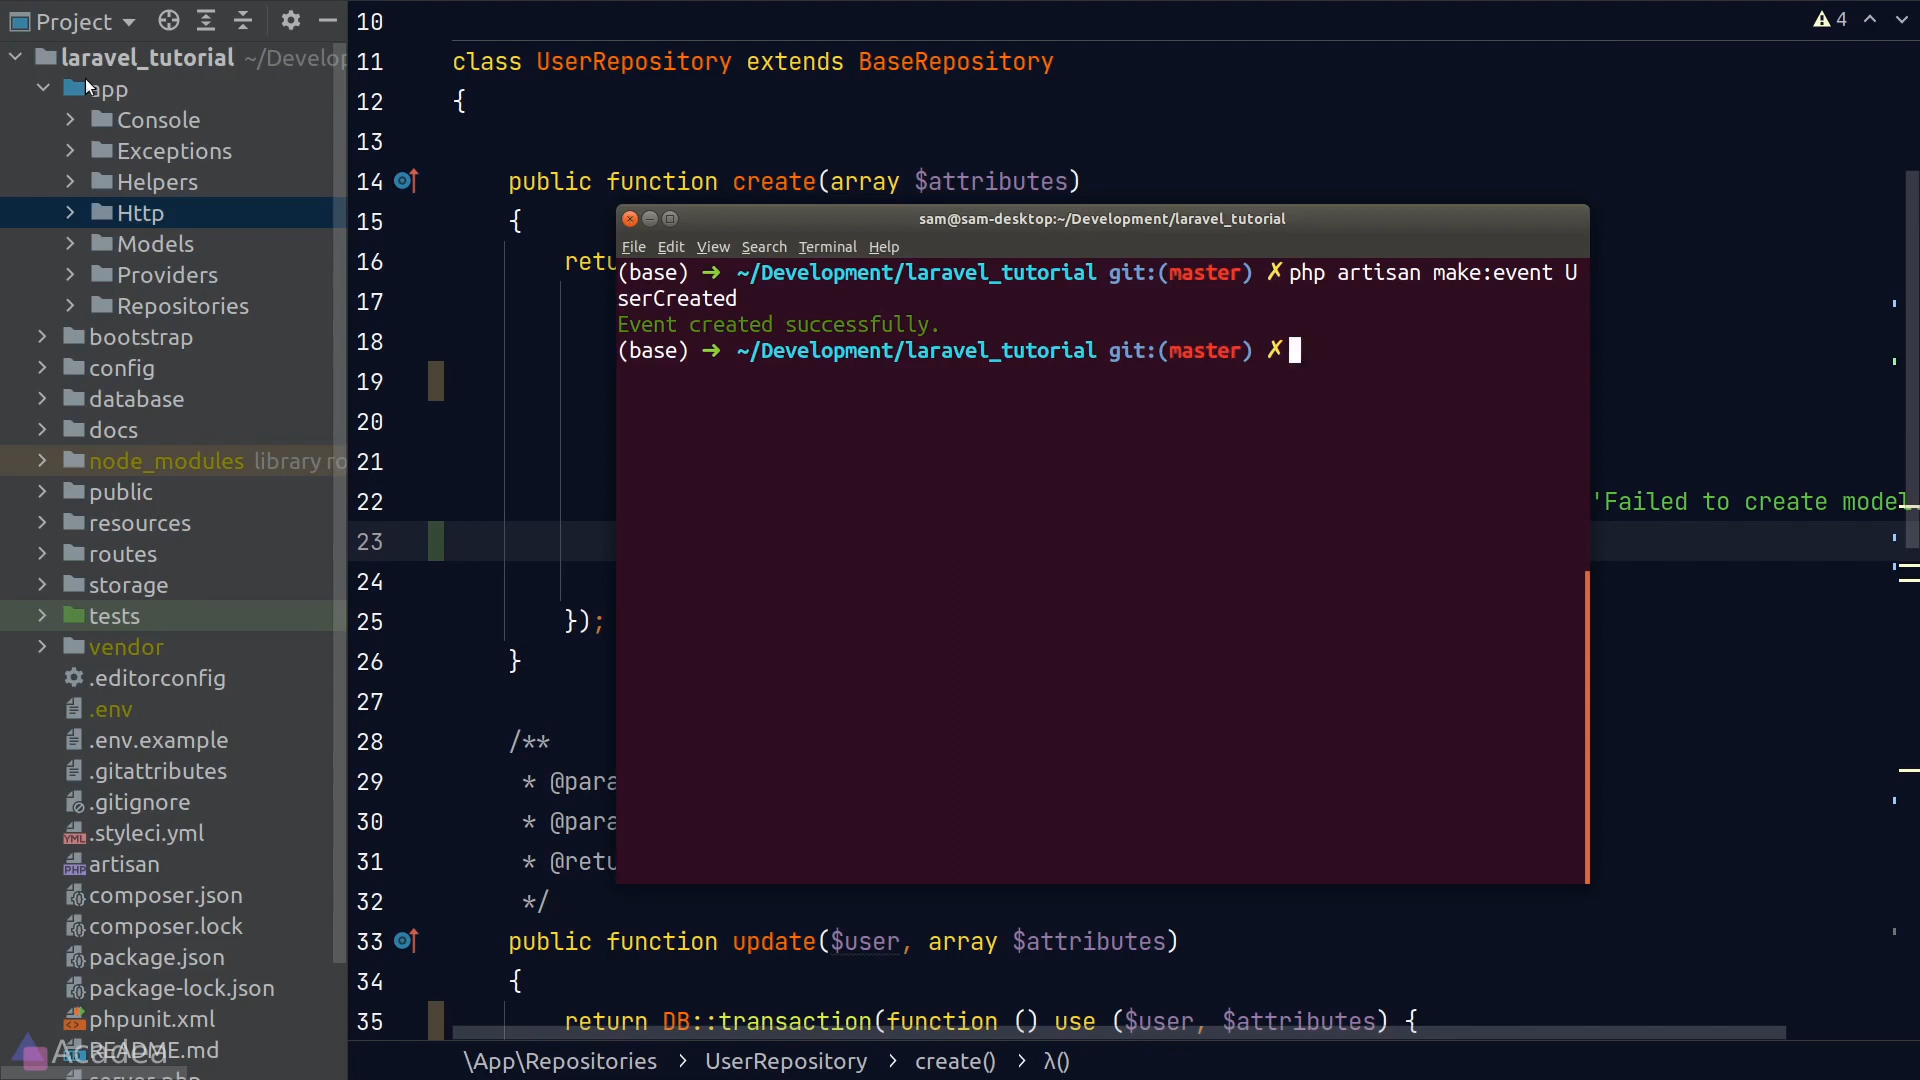 Project
laravel_tutorial ~/Develop
app
Console
Exceptions
Helpers
Http
Models
Providers
Repositories
bootstrap
config
database
docs
node_modules library ro
public
resources
routes
storage
tests
vendor
.editorconfig
.env
.env.example
.gitattributes
.gitignore
.styleci.yml
artisan
composer.json
composer.lock
package.json
package-lock.json
phpunit.xml
README.md
server.php
4
10
11 class UserRepository extends BaseRepository
12 {
13
14 public function create(array $attributes)
15 {
16 retu
17
18
19
20
21
22 'Failed to create model
23
24
25 });
26 }
27
28 /**
29 * @para
30 * @para
31 * @retu
32 */
33 public function update($user, array $attributes)
34 {
35 return DB::transaction(function () use ($user, $attributes) {
sam@sam-desktop:~/Development/laravel_tutorial
File Edit View Search Terminal Help
(base) ➜ ~/Development/laravel_tutorial git:(master) ✗ php artisan make:event U
serCreated
Event created successfully.
(base) ➜ ~/Development/laravel_tutorial git:(master) ✗
\App\Repositories > UserRepository > create() > λ()